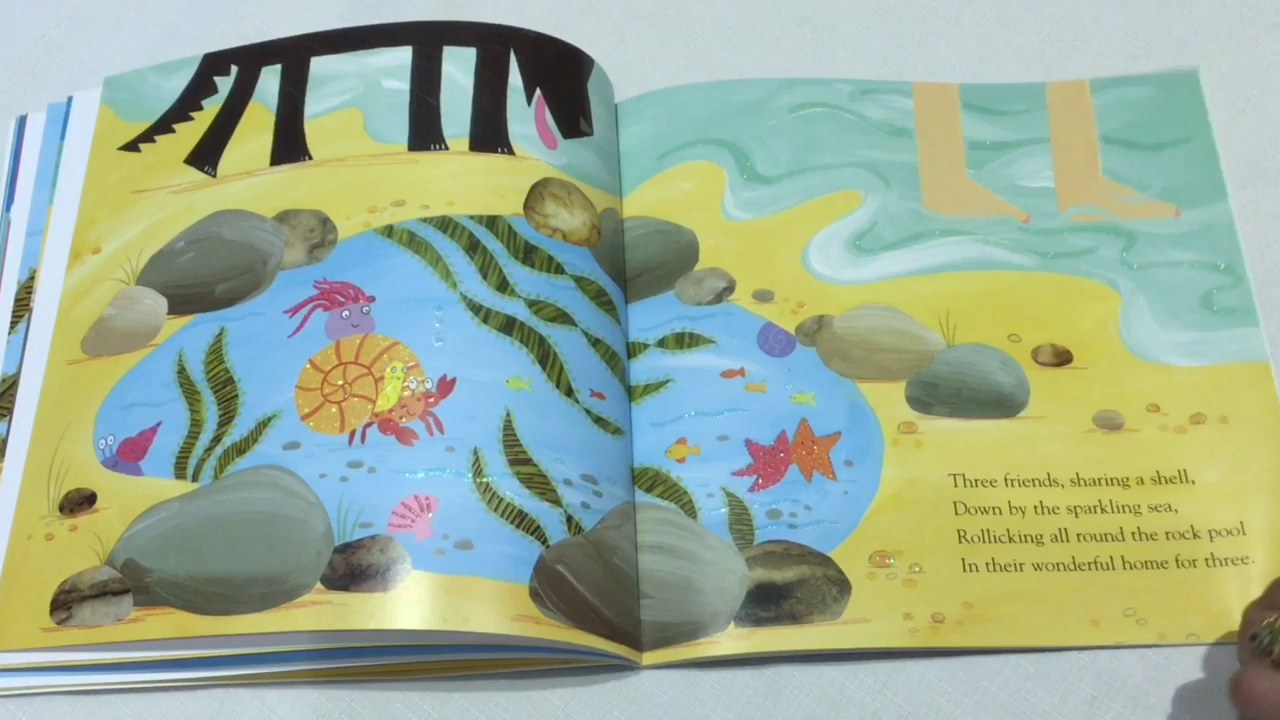 Three friends, sharing a shell,
Down by the sparkling sea,
Rollicking all round the rock pool
In their wonderful home for three.